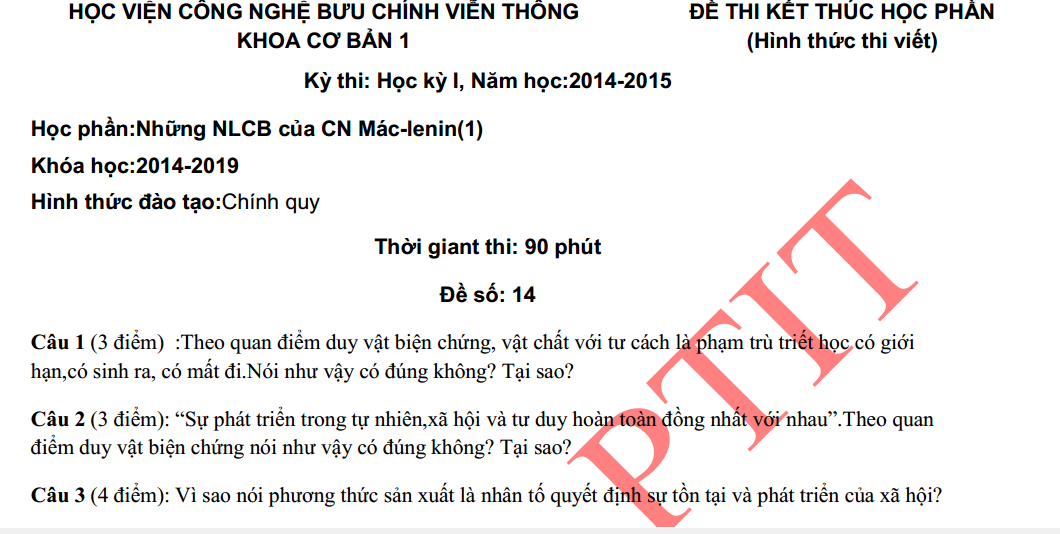 HỌC VIỆN CÔNG NGHỆ BƯU CHÍNH VIỄN THÔNG
ĐỀ THI KẾT THÚC HỌC PHẦN
KHOA CƠ BẢN 1
(Hình thức thi viết)
Kỳ thi: Học kỳ I, Năm học:2014-2015
Học phần:Những NLCB của CN Mác-lenin(1)
Khóa học:2014-2019
Hình thức đào tạo:Chính quy
Thời giant thi: 90 phút
Đề số: 14
Câu 1 (3 điểm) :Theo quan điểm duy vật biện chứng, vật chất với tư cách là phạm trù triết học có giới
hạn,có sinh ra, có mất đi.Nói như vậy có đúng không? Tại sao?
Câu 2 (3 điểm): “Sự phát triển trong tự nhiên,xã hội và tư duy hoàn toàn đồng nhất với nhau”.Theo quan
điểm duy vật biện chứng nói như vậy có đúng không? Tại sao?
Câu 3 (4 điểm): Vì sao nói phương thức sản xuất là nhân tố quyết định sự tồn tại và phát triển của xã hội?
PTIT